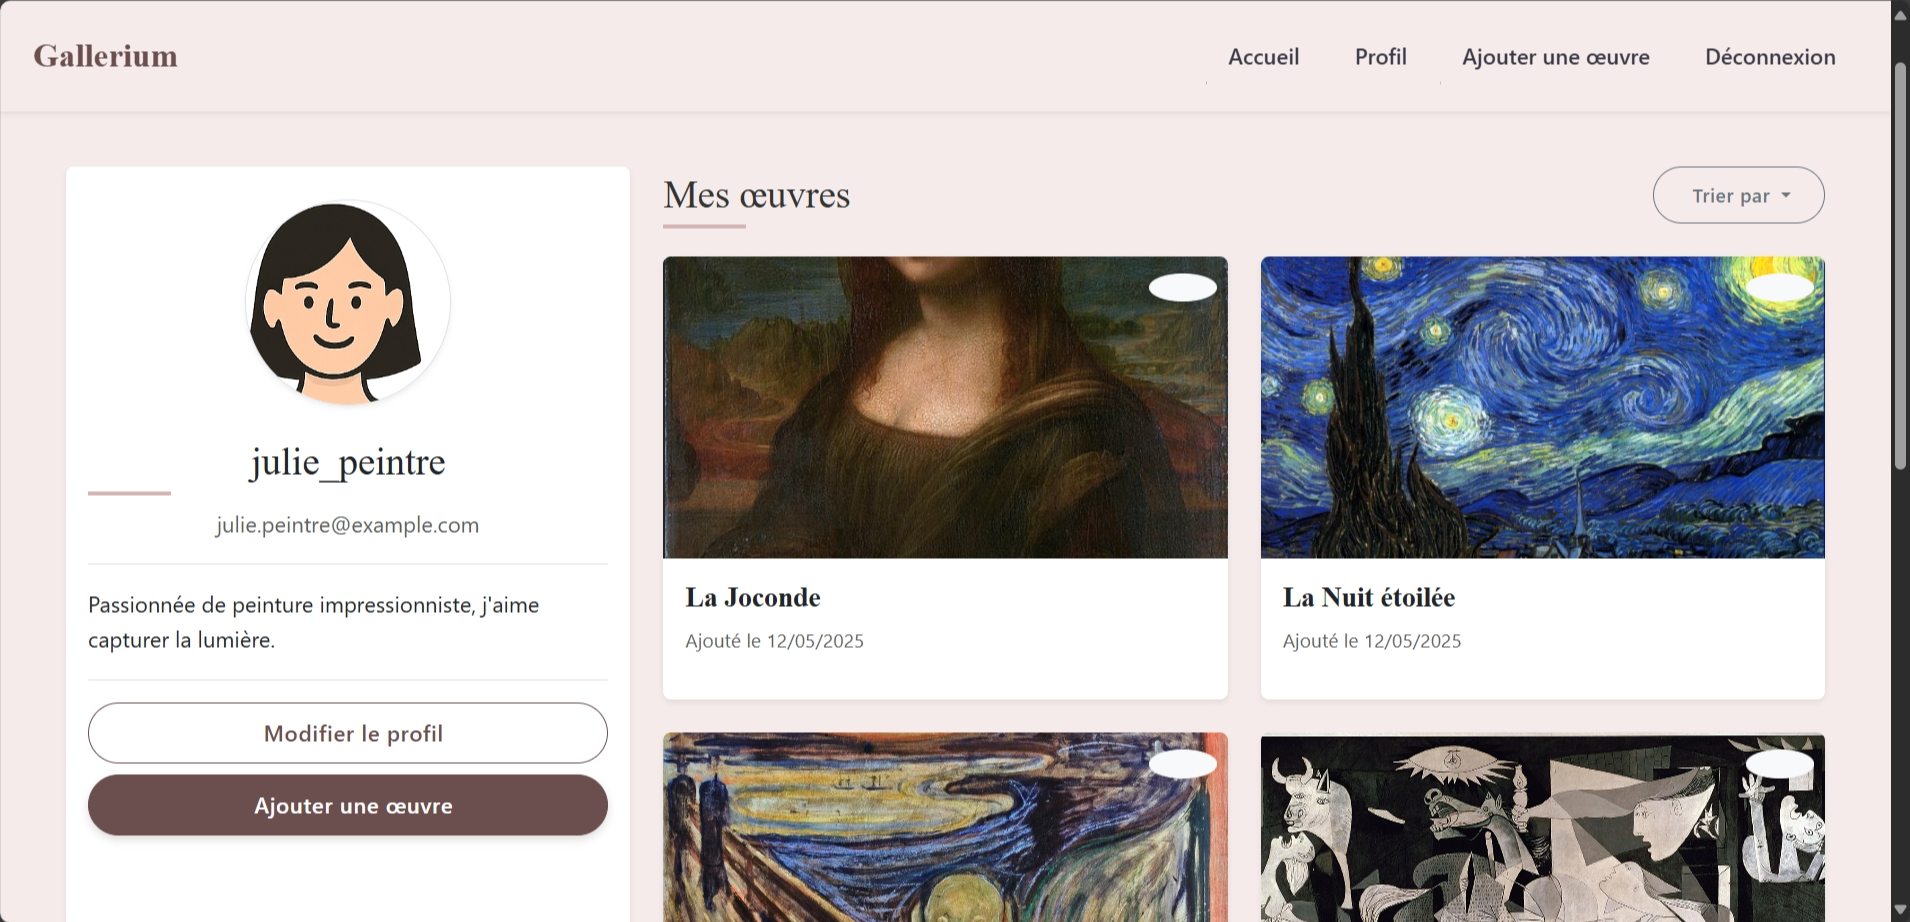 Gallerium
Accueil
Profil
Ajouter une œuvre
Déconnexion
julie_peintre
julie.peintre@example.com
Passionnée de peinture impressionniste, j'aime
capturer la lumière.
Modifier le profil
Ajouter une œuvre
Mes œuvres
Trier par
La Joconde
Ajouté le 12/05/2025
La Nuit étoilée
Ajouté le 12/05/2025